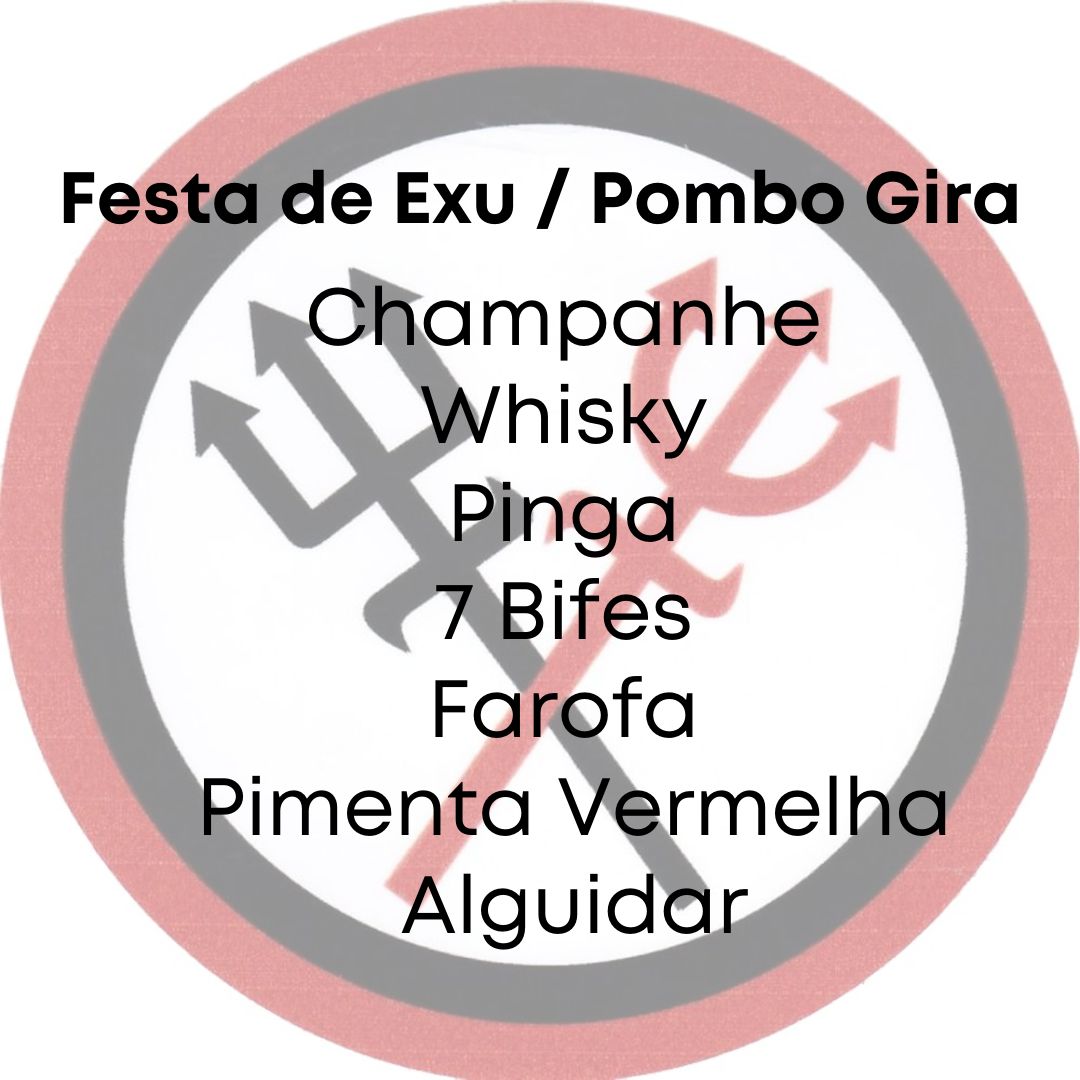 Festa de Exu / Pombo Gira
Champanhe
Whisky
Pinga
7 Bifes
Farofa
Pimenta Vermelha
Alguidar